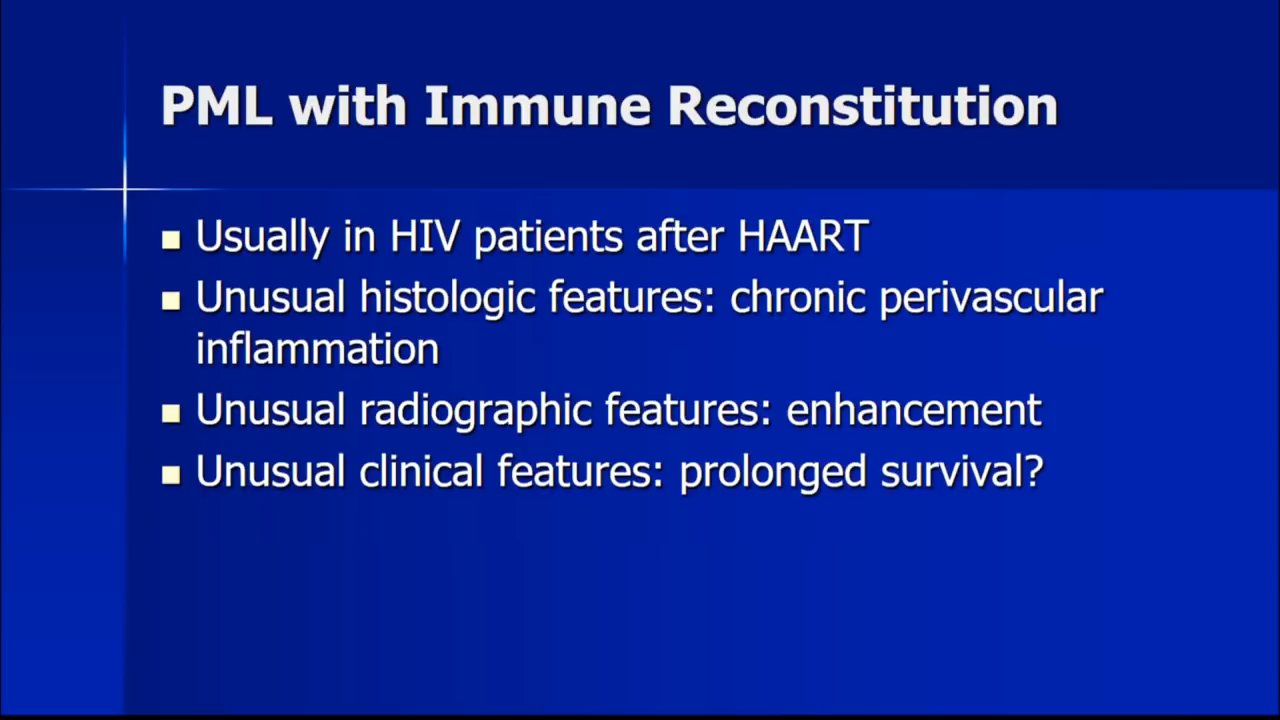 PML with Immune Reconstitution
Usually in HIV patients after HAART
Unusual histologic features: chronic perivascular
inflammation
Unusual radiographic features: enhancement
Unusual clinical features: prolonged survival?